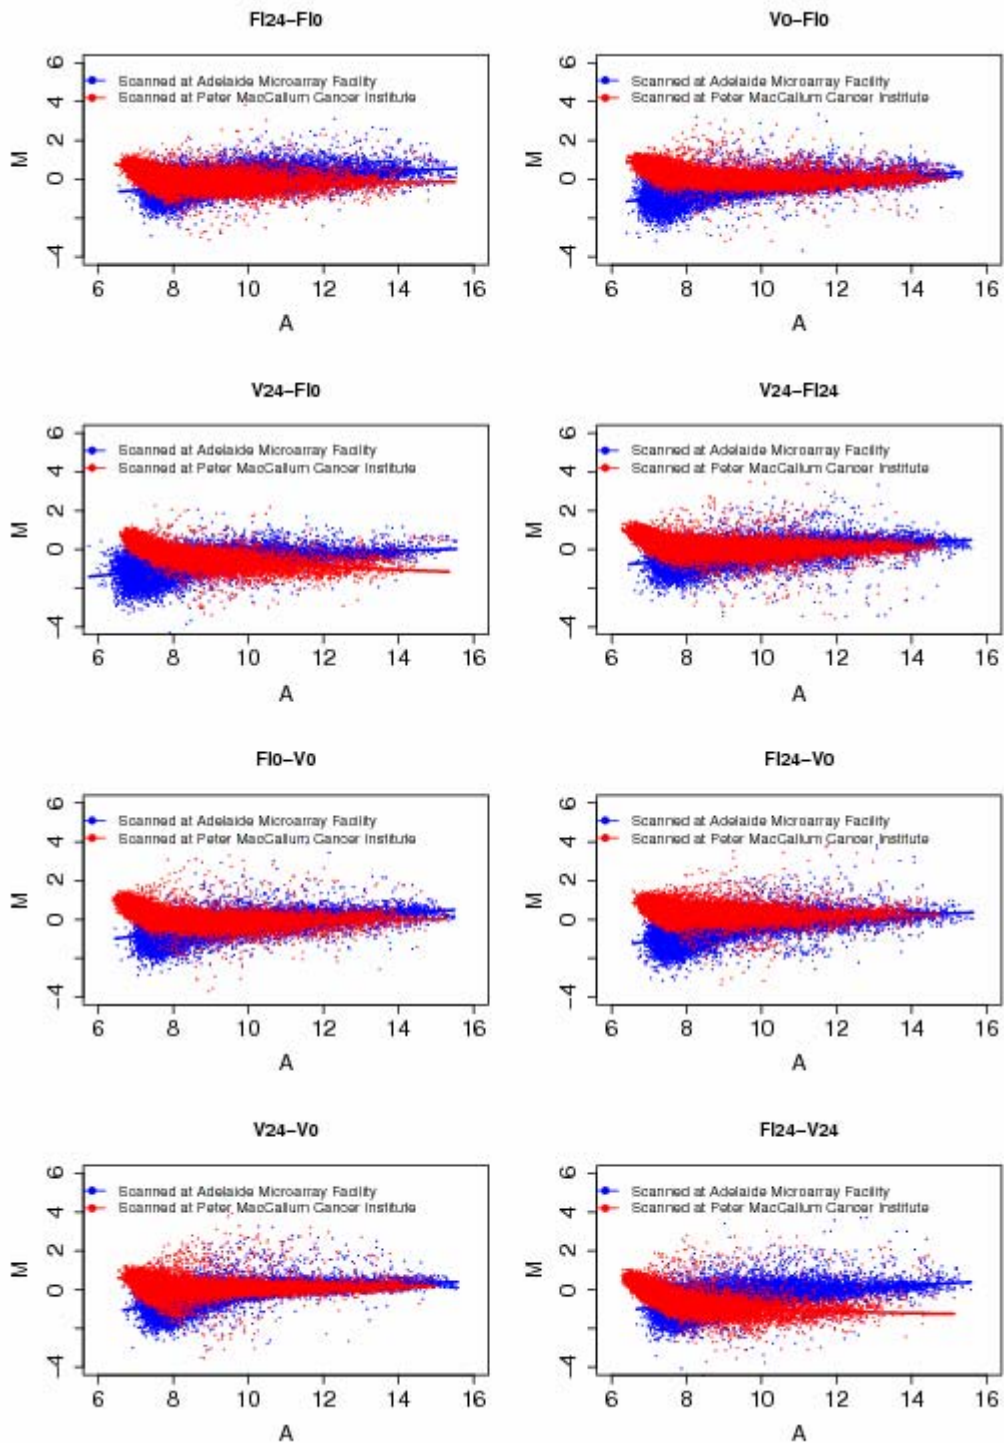 FI24-FI0
V0-FI0
6
4
2
0
-4
M
Scanned at Adelaide Microarray Facility
Scanned at Peter MacCallum Cancer Institute
6 8 10 12 14 16
A
6
4
2
0
-4
M
Scanned at Adelaide Microarray Facility
Scanned at Peter MacCallum Cancer Institute
6 8 10 12 14 16
A
V24-FI0
V24-FI24
6
4
2
0
-4
M
Scanned at Adelaide Microarray Facility
Scanned at Peter MacCallum Cancer Institute
6 8 10 12 14 16
A
6
4
2
0
-4
M
Scanned at Adelaide Microarray Facility
Scanned at Peter MacCallum Cancer Institute
6 8 10 12 14 16
A
FI0-V0
FI24-V0
6
4
2
0
-4
M
Scanned at Adelaide Microarray Facility
Scanned at Peter MacCallum Cancer Institute
6 8 10 12 14 16
A
6
4
2
0
-4
M
Scanned at Adelaide Microarray Facility
Scanned at Peter MacCallum Cancer Institute
6 8 10 12 14 16
A
V24-V0
FI24-V24
6
4
2
0
-4
M
Scanned at Adelaide Microarray Facility
Scanned at Peter MacCallum Cancer Institute
6 8 10 12 14 16
A
6
4
2
0
-4
M
Scanned at Adelaide Microarray Facility
Scanned at Peter MacCallum Cancer Institute
6 8 10 12 14 16
A